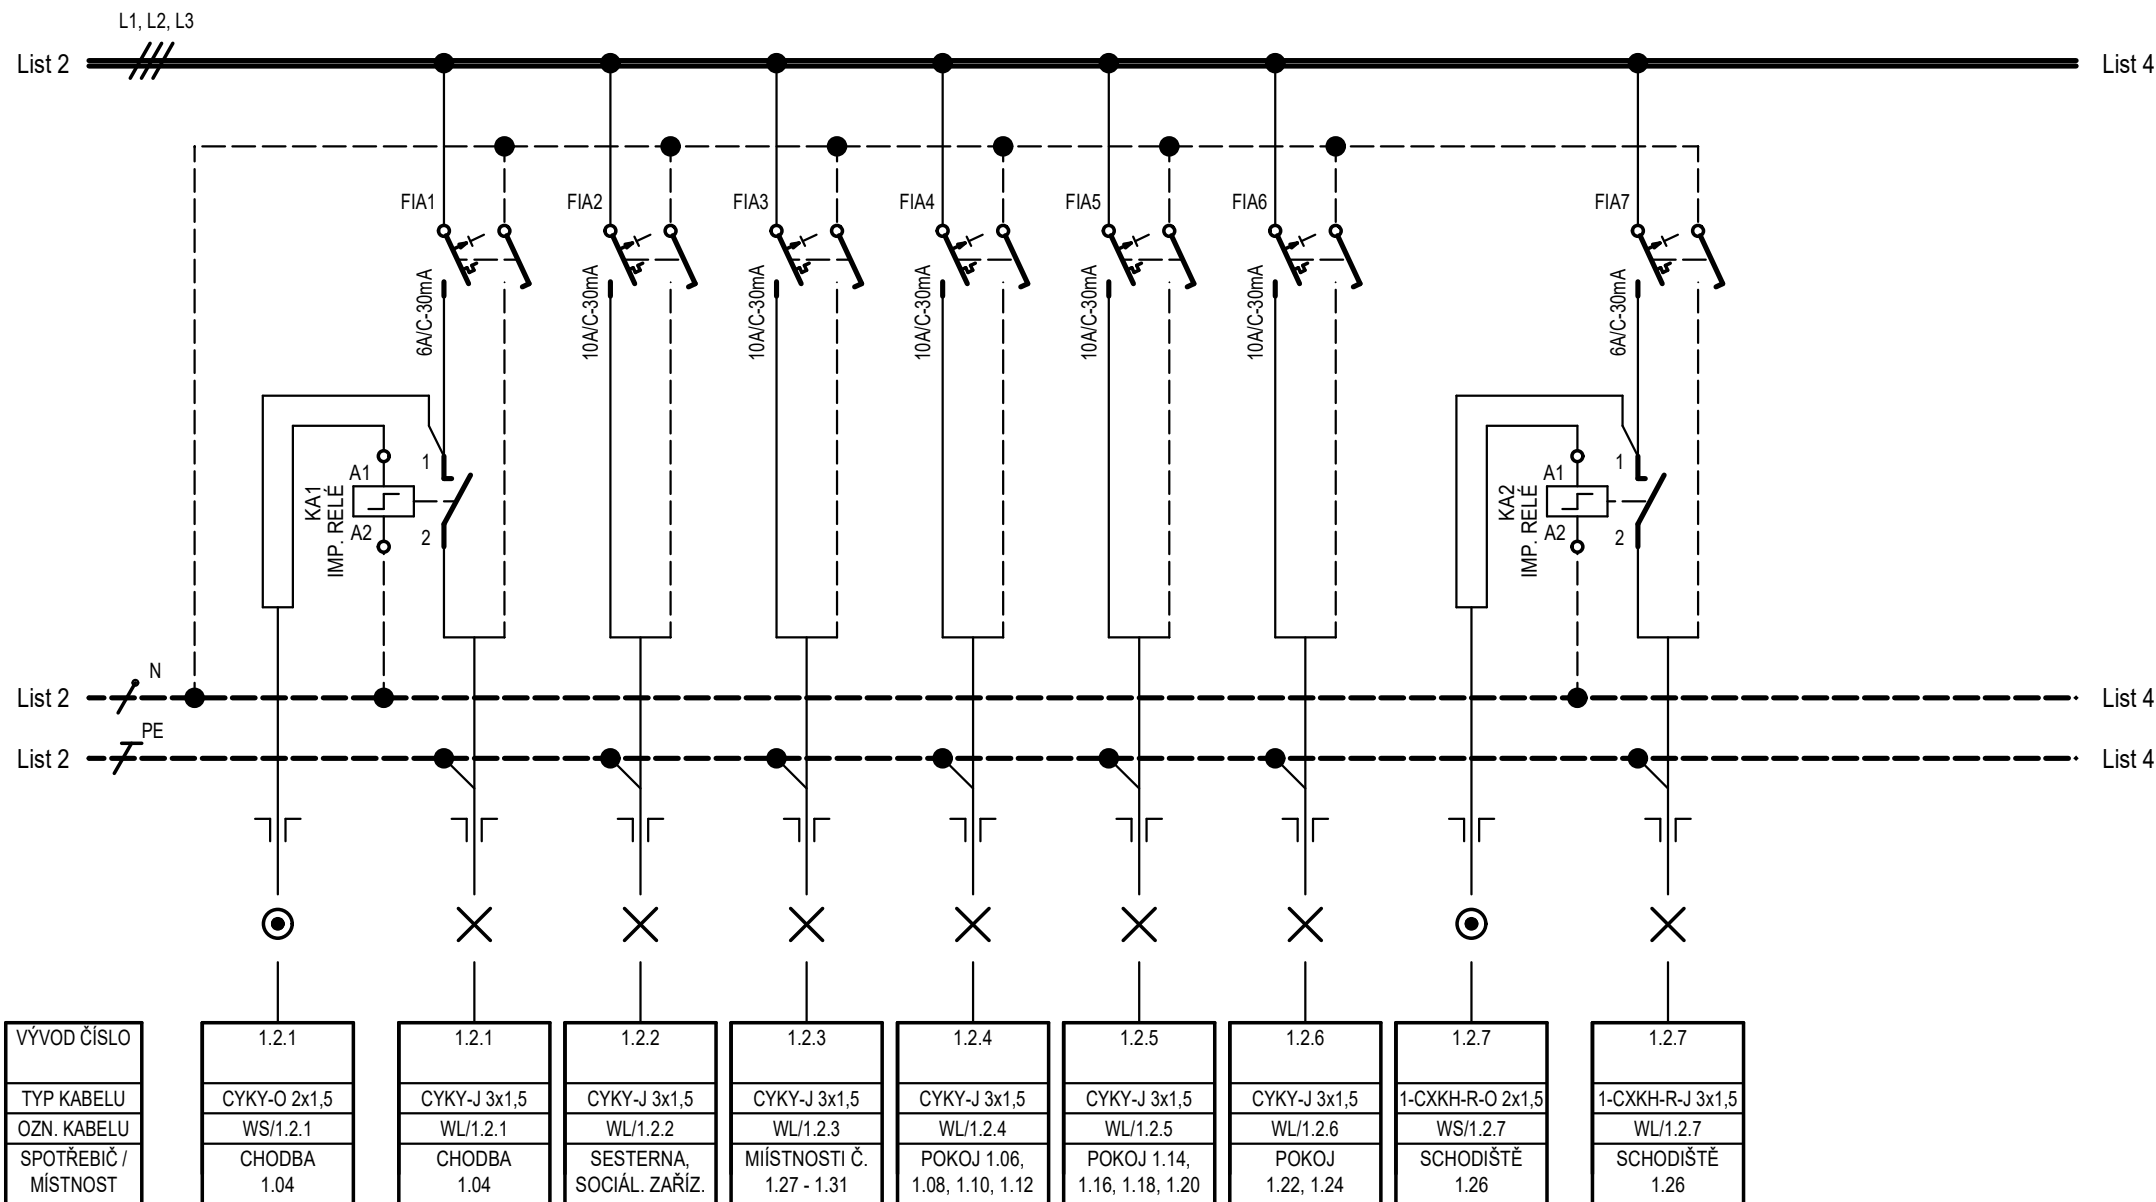 L1, L2, L3
List 2
List 4
FIA1
FIA2
FIA3
FIA4
FIA5
FIA6
FIA7
6A/C-30mA
10A/C-30mA
10A/C-30mA
10A/C-30mA
10A/C-30mA
10A/C-30mA
6A/C-30mA
KA1
IMP. RELÉ
A1
A2
1
2
KA2
IMP. RELÉ
A1
A2
1
2
N
List 2
List 4
PE
List 2
List 4
VÝVOD ČÍSLO
1.2.1
1.2.1
1.2.2
1.2.3
1.2.4
1.2.5
1.2.6
1.2.7
1.2.7
TYP KABELU
CYKY-O 2x1,5
CYKY-J 3x1,5
CYKY-J 3x1,5
CYKY-J 3x1,5
CYKY-J 3x1,5
CYKY-J 3x1,5
CYKY-J 3x1,5
1-CXKH-R-O 2x1,5
1-CXKH-R-J 3x1,5
OZN. KABELU
WS/1.2.1
WL/1.2.1
WL/1.2.2
WL/1.2.3
WL/1.2.4
WL/1.2.5
WL/1.2.6
WS/1.2.7
WL/1.2.7
SPOTŘEBIČ /
MÍSTNOST
CHODBA
1.04
CHODBA
1.04
SESTERNA,
SOCIÁL. ZAŘÍZ.
MIÍSTNOSTI Č.
1.27 - 1.31
POKOJ 1.06,
1.08, 1.10, 1.12
POKOJ 1.14,
1.16, 1.18, 1.20
POKOJ
1.22, 1.24
SCHODIŠTĚ
1.26
SCHODIŠTĚ
1.26